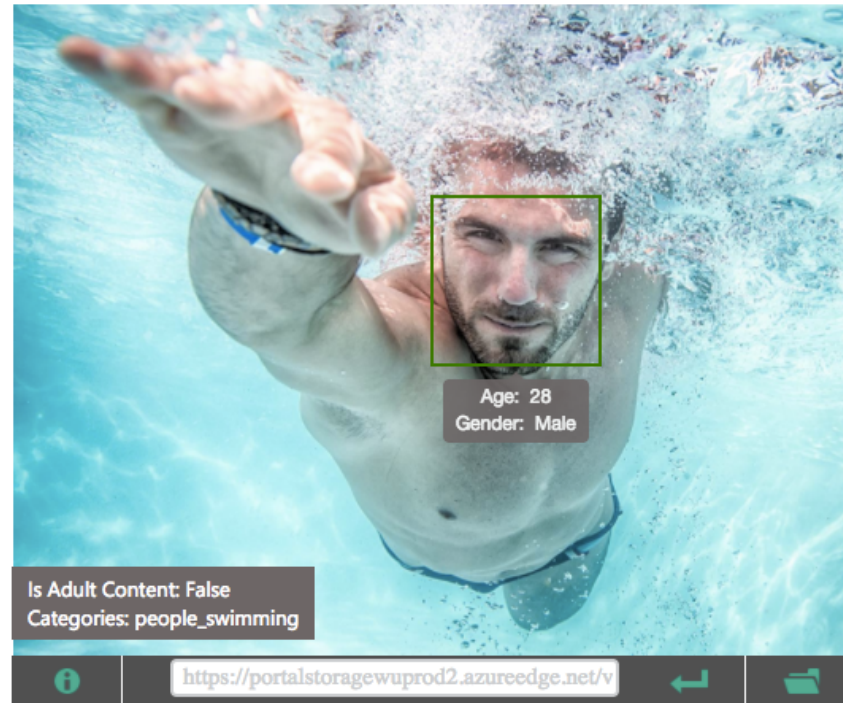 Age: 28
Gender: Male
Is Adult Content: False
Categories: people_swimming
https://portalstoragewuprod2.azureedge.net/v